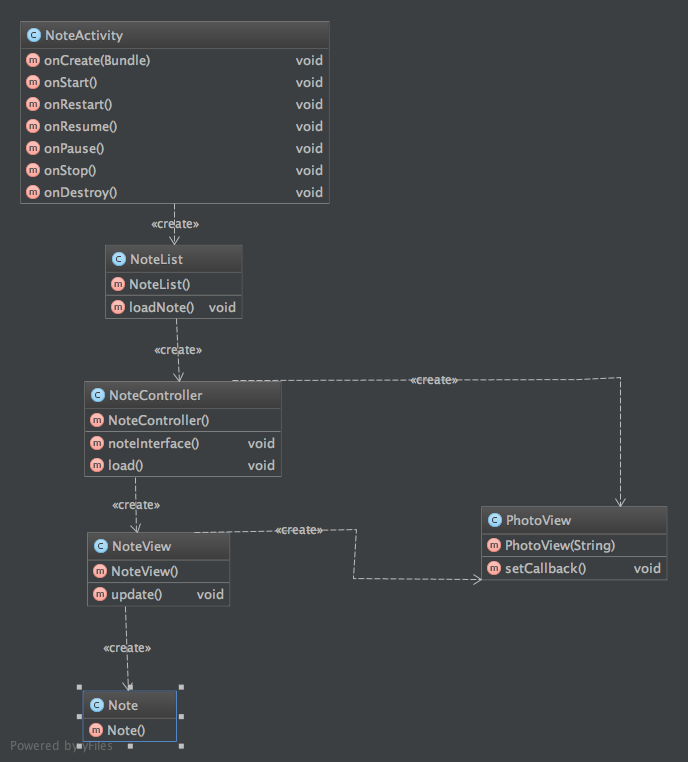 C NoteActivity
m onCreate(Bundle) void
m onStart() void
m onRestart() void
m onResume() void
m onPause() void
m onStop() void
m onDestroy() void
«create»
C NoteList
m NoteList()
m loadNote() void
«create»
«create»
C NoteController
m NoteController()
m noteInterface() void
m load() void
«create»
«create»
C PhotoView
m PhotoView(String)
m setCallback() void
C NoteView
m NoteView()
m update() void
«create»
C Note
m Note()
Powered by yFiles